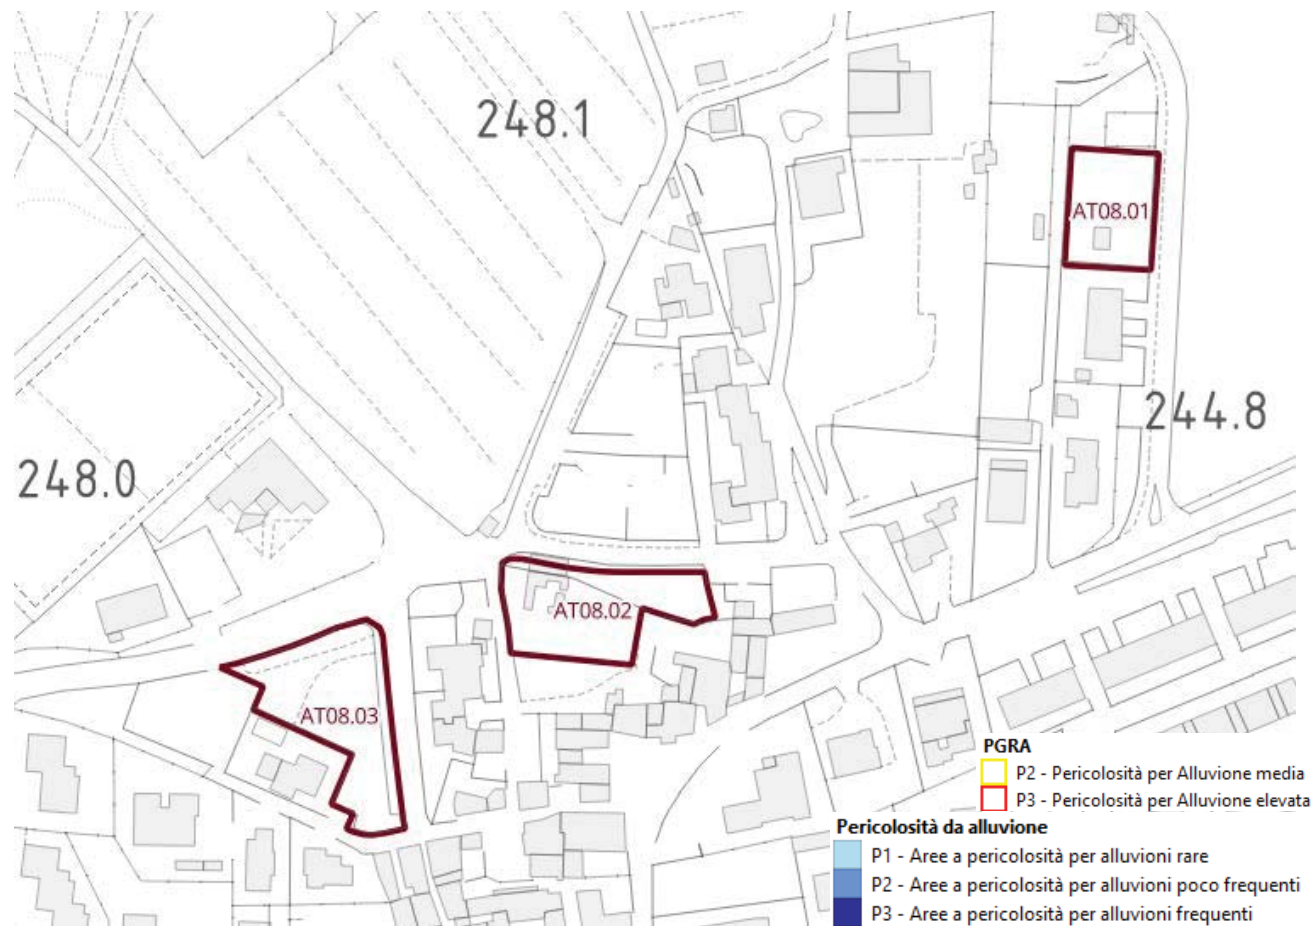 248.1
AT08.01
244.8
248.0
AT08.02
AT08.03
PGRA
P2 - Pericolosità per Alluvione media
P3 - Pericolosità per Alluvione elevata
Pericolosità da alluvione
P1 - Aree a pericolosità per alluvioni rare
P2 - Aree a pericolosità per alluvioni poco frequenti
P3 - Aree a pericolosità per alluvioni frequenti